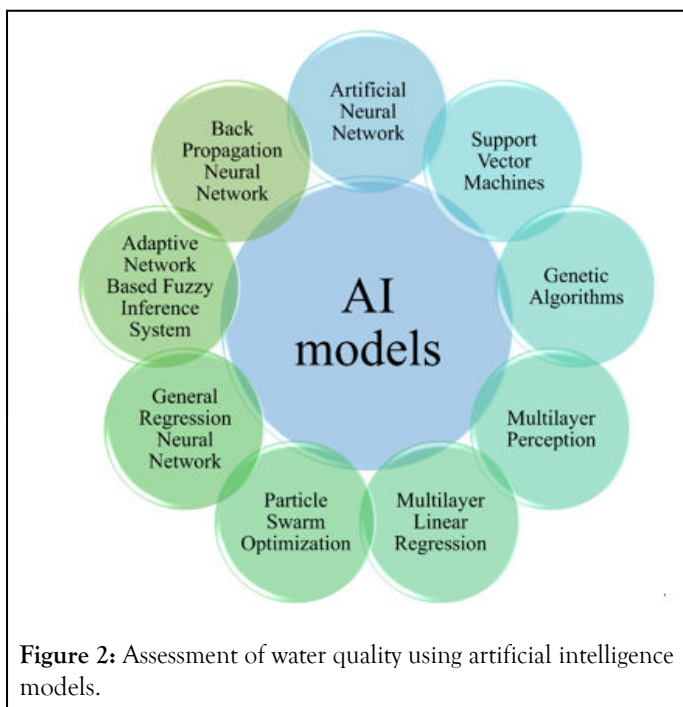 Artificial
Neural
Network
Support
Vector
Machines
Genetic
Algorithms
Multilayer
Perception
Multilayer
Linear
Regression
Particle
Swarm
Optimization
General
Regression
Neural
Network
Adaptive
Network
Based Fuzzy
Inference
System
Back
Propagation
Neural
Network
AI
models
Figure 2: Assessment of water quality using artificial intelligence
models.